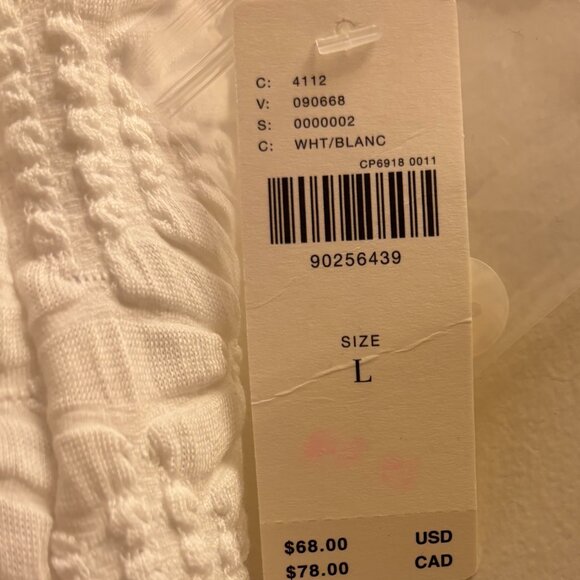 C: 4112
V: 090668
S: 0000002
C: WHT/BLANC
CP6918 0011
90256439
SIZE
L
$68.00 USD
$78.00 CAD